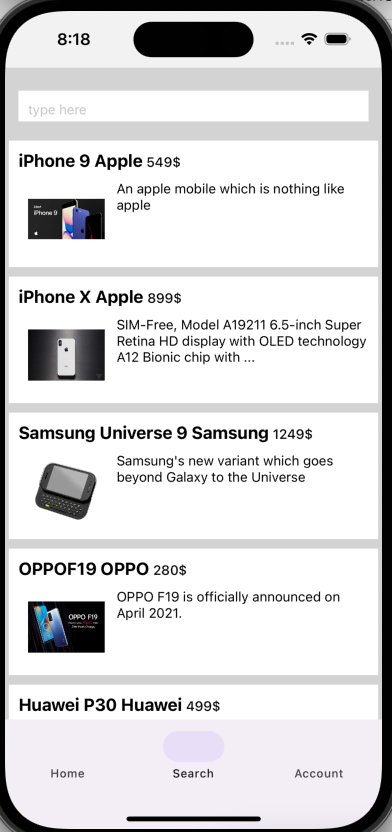 8:18
type here
iPhone 9 Apple 549$
An apple mobile which is nothing like
apple
iPhone 9
iPhone X Apple 899$
SIM-Free, Model A19211 6.5-inch Super
Retina HD display with OLED technology
A12 Bionic chip with ...
Samsung Universe 9 Samsung 1249$
Samsung's new variant which goes
beyond Galaxy to the Universe
OPPOF19 OPPO 280$
OPPO F19 is officially announced on
April 2021.
OPPO F19
Huawei P30 Huawei 499$
Home
Search
Account